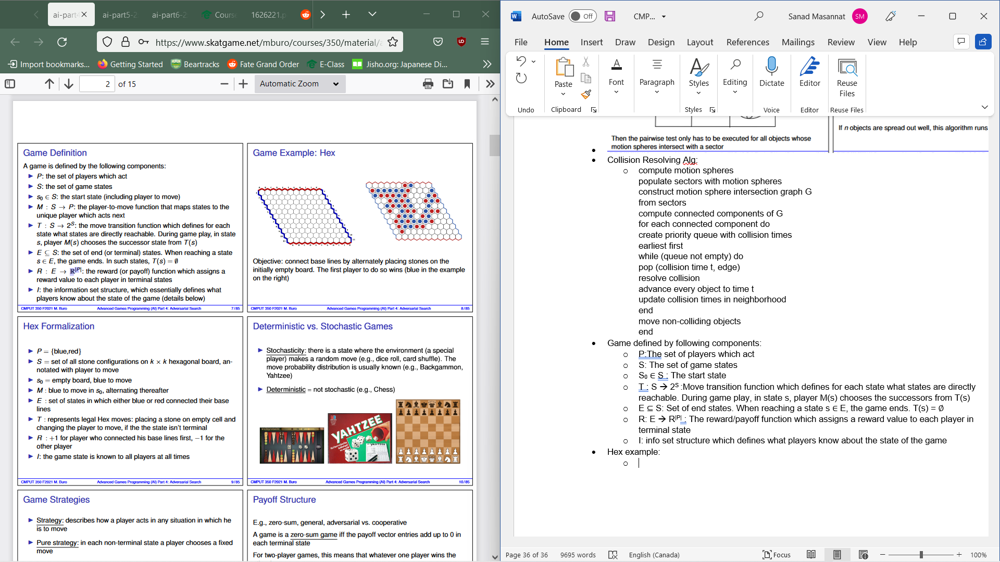 ai-part4
ai-part5-2
ai-part6-2
Course
1626221.p
https://www.skatgame.net/mburo/courses/350/material/a
Import bookmarks...
Getting Started
Beartracks
Fate Grand Order
E-Class
Jisho.org: Japanese Di...
2 of 15
Automatic Zoom
Game Definition
A game is defined by the following components:
► P: the set of players which act
► S: the set of game states
► s₀ ∈ S: the start state (including player to move)
► M : S → P: the player-to-move function that maps states to the
unique player which acts next
► T : S → 2ˢ: the move transition function which defines for each
state what states are directly reachable. During game play, in state
s, player M(s) chooses the successor state from T(s)
► E ⊆ S: the set of end (or terminal) states. When reaching a state
s ∈ E, the game ends. In such states, T(s) = ∅
► R : E → ℝ^|P|: the reward (or payoff) function which assigns a
reward value to each player in terminal states
► I: the information set structure, which essentially defines what
players know about the state of the game (details below)
CMPUT 350 F2021 M. Buro Advanced Games Programming (AI) Part 4: Adversarial Search 7/85
Game Example: Hex
Objective: connect base lines by alternately placing stones on the
initially empty board. The first player to do so wins (blue in the example
on the right)
CMPUT 350 F2021 M. Buro Advanced Games Programming (AI) Part 4: Adversarial Search 8/85
Hex Formalization
► P = {blue,red}
► S = set of all stone configurations on k × k hexagonal board, an-
notated with player to move
► s₀ = empty board, blue to move
► M : blue to move in s₀, alternating thereafter
► E : set of states in which either blue or red connected their base
lines
► T : represents legal Hex moves: placing a stone on empty cell and
changing the player to move, if the the state isn't terminal
► R : +1 for player who connected his base lines first, −1 for the
other player
► I: the game state is known to all players at all times
CMPUT 350 F2021 M. Buro Advanced Games Programming (AI) Part 4: Adversarial Search 9/85
Deterministic vs. Stochastic Games
► Stochasticity: there is a state where the environment (a special
player) makes a random move (e.g., dice roll, card shuffle). The
move probability distribution is usually known (e.g., Backgammon,
Yahtzee)
► Deterministic = not stochastic (e.g., Chess)
YAHTZEE
CMPUT 350 F2021 M. Buro Advanced Games Programming (AI) Part 4: Adversarial Search 10/85
Game Strategies
► Strategy: describes how a player acts in any situation in which he
is to move
► Pure strategy: in each non-terminal state a player chooses a fixed
move
Payoff Structure
E.g., zero-sum, general, adversarial vs. cooperative
A game is a zero-sum game iff the payoff vector entries add up to 0 in
each terminal state
For two-player games, this means that whatever one player wins the
AutoSave Off CMP... Sanad Masannat SM
File Home Insert Draw Design Layout References Mailings Review View Help
Paste
Font
Paragraph
Styles
Editing
Dictate
Editor
Reuse
Files
Undo Clipboard Styles Voice Editor Reuse Files
If n objects are spread out well, this algorithm runs
Then the pairwise test only has to be executed for all objects whose
motion spheres intersect with a sector
• Collision Resolving Alg:
o compute motion spheres
populate sectors with motion spheres
construct motion sphere intersection graph G
from sectors
compute connected components of G
for each connected component do
create priority queue with collision times
earliest first
while (queue not empty) do
pop (collision time t, edge)
resolve collision
advance every object to time t
update collision times in neighborhood
end
move non-colliding objects
end
• Game defined by following components:
o P:The set of players which act
o S: The set of game states
o S₀ ∈ S : The start state
o T : S → 2ˢ :Move transition function which defines for each state what states are directly
reachable. During game play, in state s, player M(s) chooses the successors from T(s)
o E ⊆ S: Set of end states. When reaching a state s ∈ E, the game ends. T(s) = ∅
o R: E → R^|P| : The reward/payoff function which assigns a reward value to each player in
terminal state
o I: info set structure which defines what players know about the state of the game
• Hex example:
o
Page 36 of 36 9695 words English (Canada) Focus 100%